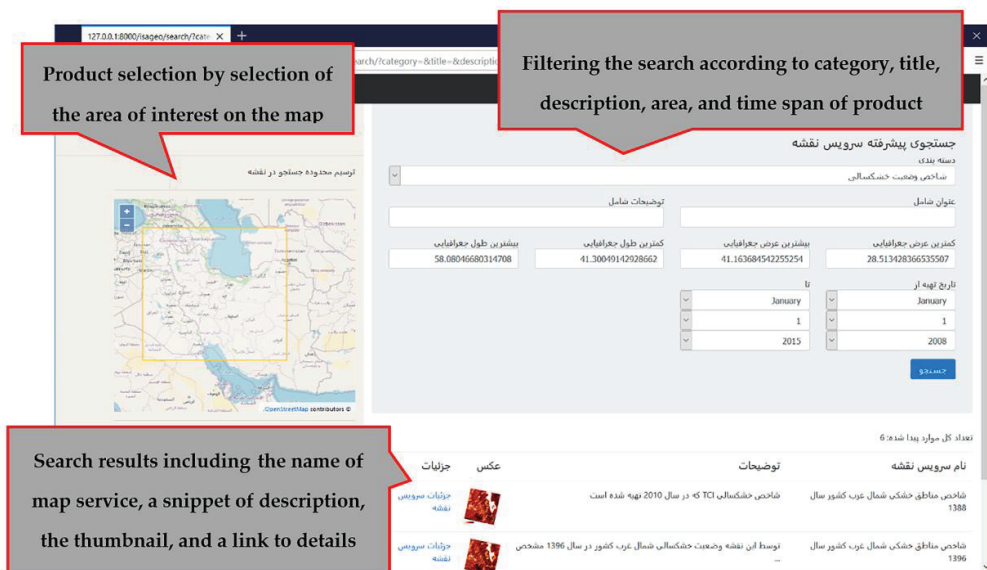 127.0.0.1:8000/isageo/search/?cate
arch/?category=&title=&descriptio
Product selection by selection of
the area of interest on the map
Filtering the search according to category, title,
description, area, and time span of product
جستجوی پیشرفته سرویس نقشه
دسته بندی
شاخص وضعیت خشکسالی
ترسیم محدوده جستجو در نقشه
عنوان شامل
توضیحات شامل
کمترین عرض جغرافیایی
بیشترین عرض جغرافیایی
کمترین طول جغرافیایی
بیشترین طول جغرافیایی
28.513428366535507
41.163684542255254
41.30049142928662
58.08046680314708
تاریخ تهیه از
تا
January
January
1
1
2008
2015
جستجو
OpenStreetMap contributors ©
تعداد کل موارد پیدا شده: 6
نام سرویس نقشه
توضیحات
عکس
جزئیات
شاخص مناطق خشکی شمال غرب کشور سال
1388
شاخص خشکسالی TCI که در سال 2010 تهیه شده است
جزئیات سرویس
نقشه
شاخص مناطق خشکی شمال غرب کشور سال
1396
توسط این نقشه وضعیت خشکسالی شمال غرب کشور در سال 1396 مشخص
...
جزئیات سرویس
نقشه
Search results including the name of
map service, a snippet of description,
the thumbnail, and a link to details